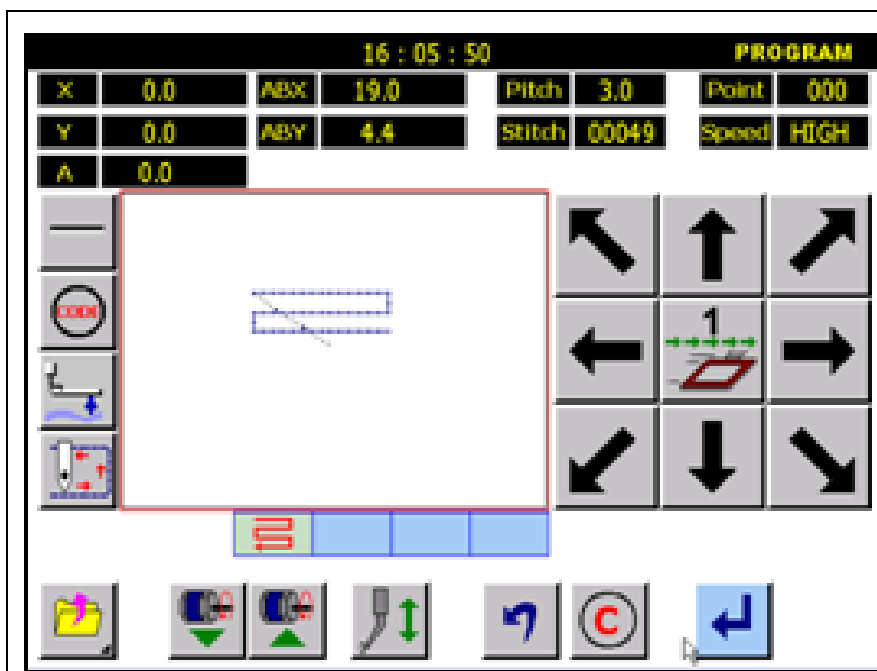 16 : 05 : 50 PROGRAM
X 0.0 ABX 19.0 Pitch 3.0 Point 000
Y 0.0 ABY 4.4 Stitch 00049 Speed HIGH
A 0.0
CODE
1
C